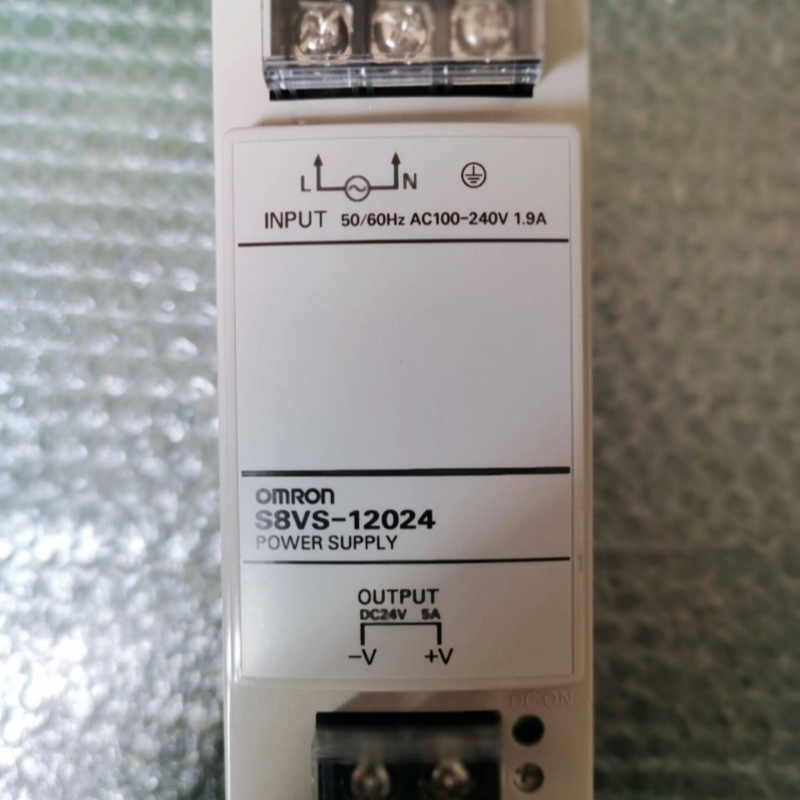 L N
INPUT 50/60Hz AC100-240V 1.9A
OMRON
S8VS-12024
POWER SUPPLY
OUTPUT
DC24V 5A
-V +V
DC ON